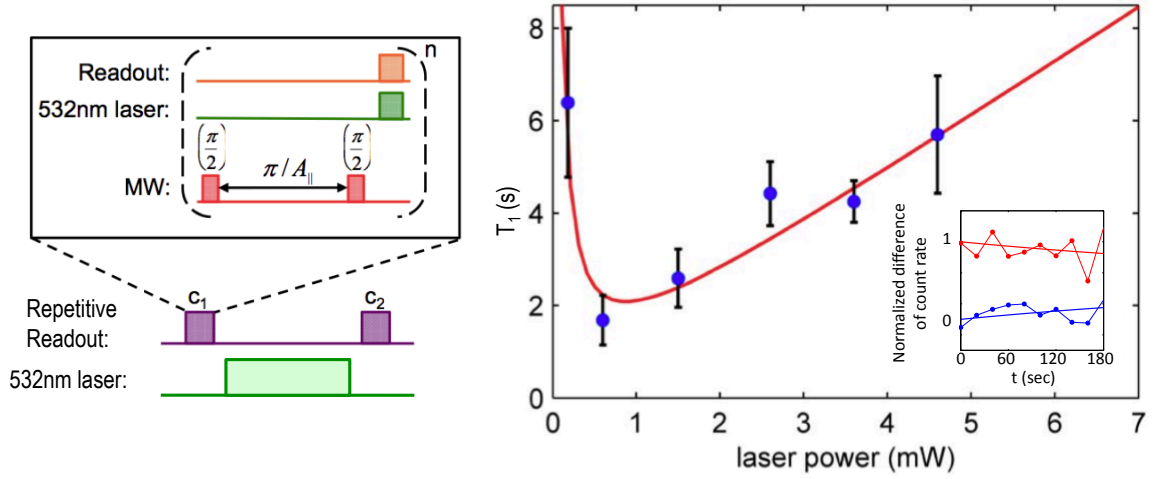 n
Readout:
532nm laser:
(π/2) (π/2)
π / A∥
MW:
c1 c2
Repetitive
Readout:
532nm laser:
T1 (s)
8
6
4
2
0
0 1 2 3 4 5 6 7
laser power (mW)
Normalized difference
of count rate
1
0
0 60 120 180
t (sec)